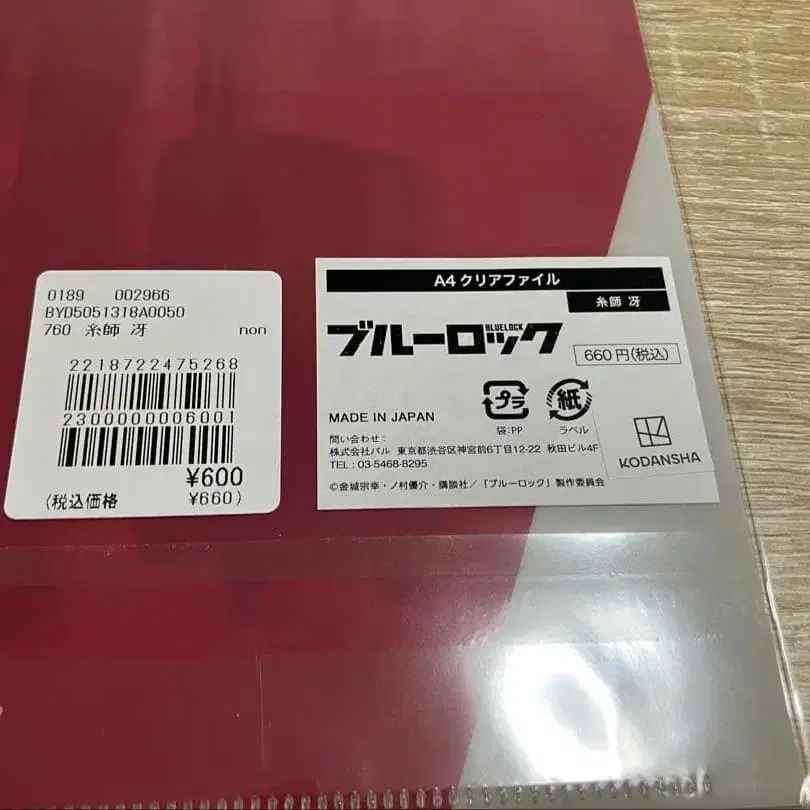 0189 002966
BYD5051318A0050
760 糸師 冴 non
2218722475268
2300000006001
¥600
(税込価格 ¥660)
A4 クリアファイル
糸師 冴
ブルーロック
BLUELOCK
660円(税込)
プラ
紙
袋:PP
ラベル
MADE IN JAPAN
問い合わせ:
株式会社パル 東京都渋谷区神宮前6丁目12-22 秋田ビル4F
TEL : 03-5468-8295
KODANSHA
©金城宗幸・ノ村優介・講談社/「ブルーロック」製作委員会